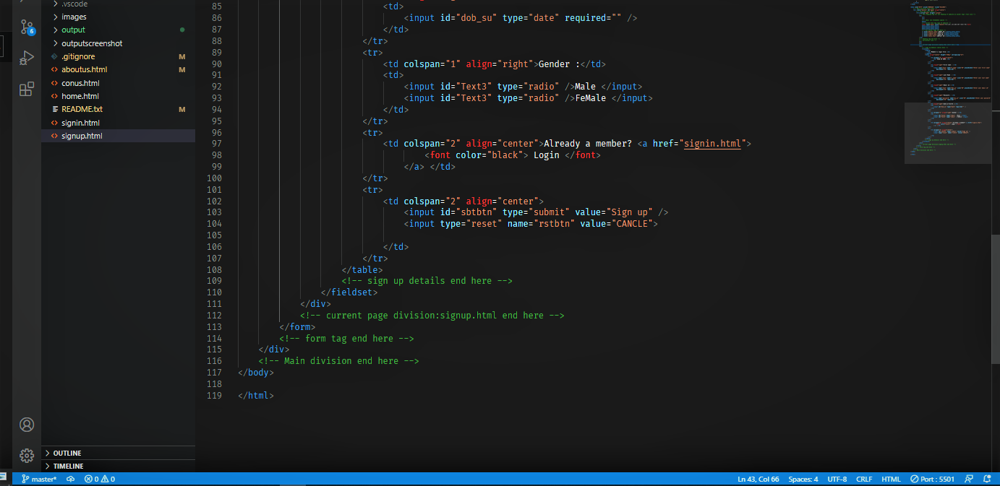 .vscode
images
output
outputscreenshot
.gitignore M
aboutus.html M
conus.html
home.html
README.txt M
signin.html
signup.html
OUTLINE
TIMELINE
6
85 <td>
86 <input id="dob_su" type="date" required="" />
87 </td>
88 </tr>
89 <tr>
90 <td colspan="1" align="right">Gender :</td>
91 <td>
92 <input id="Text3" type="radio" />Male </input>
93 <input id="Text3" type="radio" />FeMale </input>
94 </td>
95 </tr>
96 <tr>
97 <td colspan="2" align="center">Already a member? <a href="signin.html">
98 <font color="black"> Login </font>
99 </a> </td>
100 </tr>
101 <tr>
102 <td colspan="2" align="center">
103 <input id="sbtbtn" type="submit" value="Sign up" />
104 <input type="reset" name="rstbtn" value="CANCLE">
105
106 </td>
107 </tr>
108 </table>
109 <!-- sign up details end here -->
110 </fieldset>
111 </div>
112 <!-- current page division:signup.html end here -->
113 </form>
114 <!-- form tag end here -->
115 </div>
116 <!-- Main division end here -->
117 </body>
118
119 </html>
master* 0 0 Ln 43, Col 66 Spaces: 4 UTF-8 CRLF HTML Port : 5501